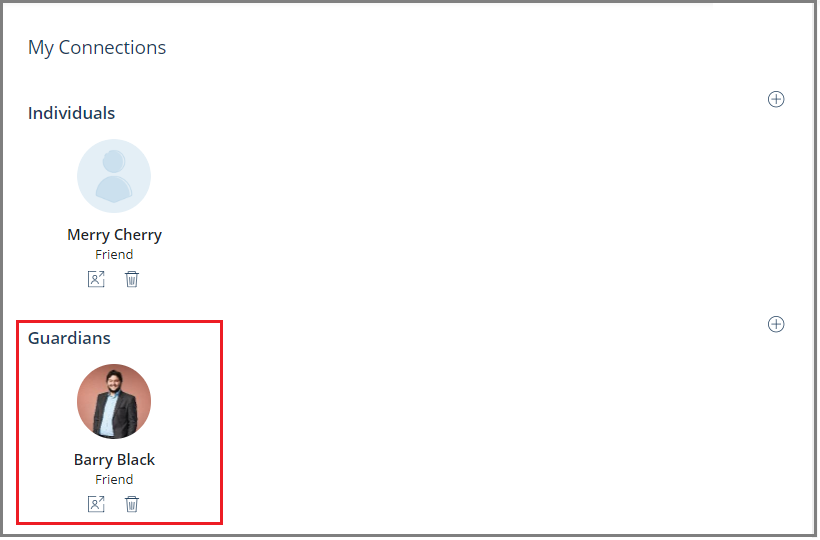 My Connections
Individuals
Merry Cherry
Friend
Guardians
Barry Black
Friend